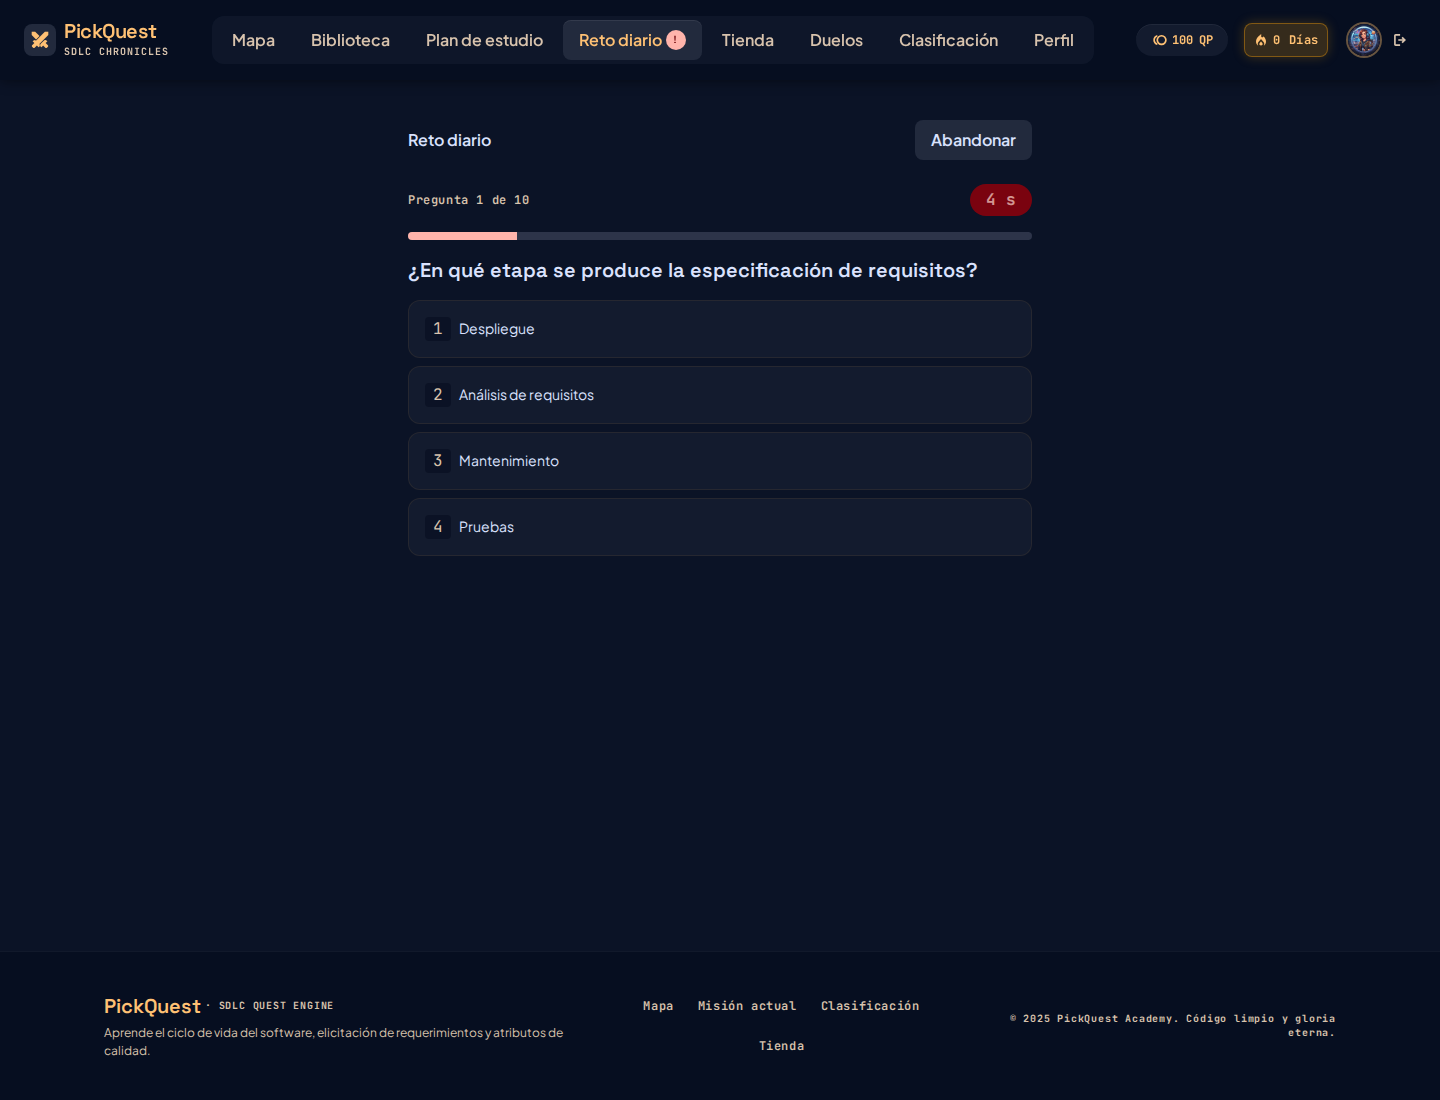 PickQuest
SDLC CHRONICLES
Mapa
Biblioteca
Plan de estudio
Reto diario !
Tienda
Duelos
Clasificación
Perfil
100 QP
0 Días
Reto diario
Abandonar
Pregunta 1 de 10
4 s
¿En qué etapa se produce la especificación de requisitos?
1 Despliegue
2 Análisis de requisitos
3 Mantenimiento
4 Pruebas
PickQuest · SDLC QUEST ENGINE
Aprende el ciclo de vida del software, elicitación de requerimientos y atributos de
calidad.
Mapa
Misión actual
Clasificación
Tienda
© 2025 PickQuest Academy. Código limpio y gloria
eterna.